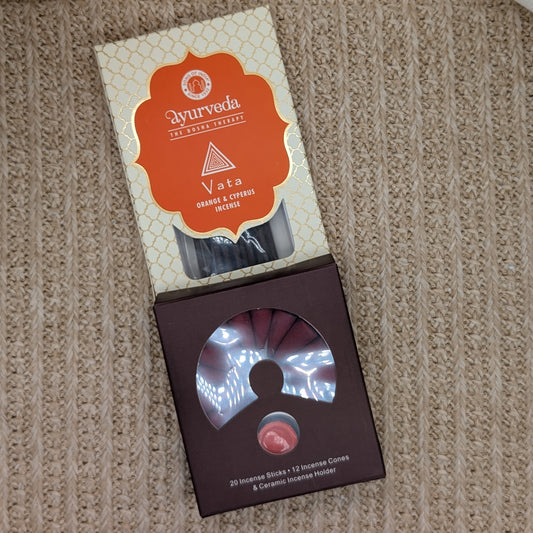 ayurveda
THE DOSHA THERAPY
Vata
ORANGE & CYPERUS
INCENSE
20 Incense Sticks • 12 Incense Cones
& Ceramic Incense Holder